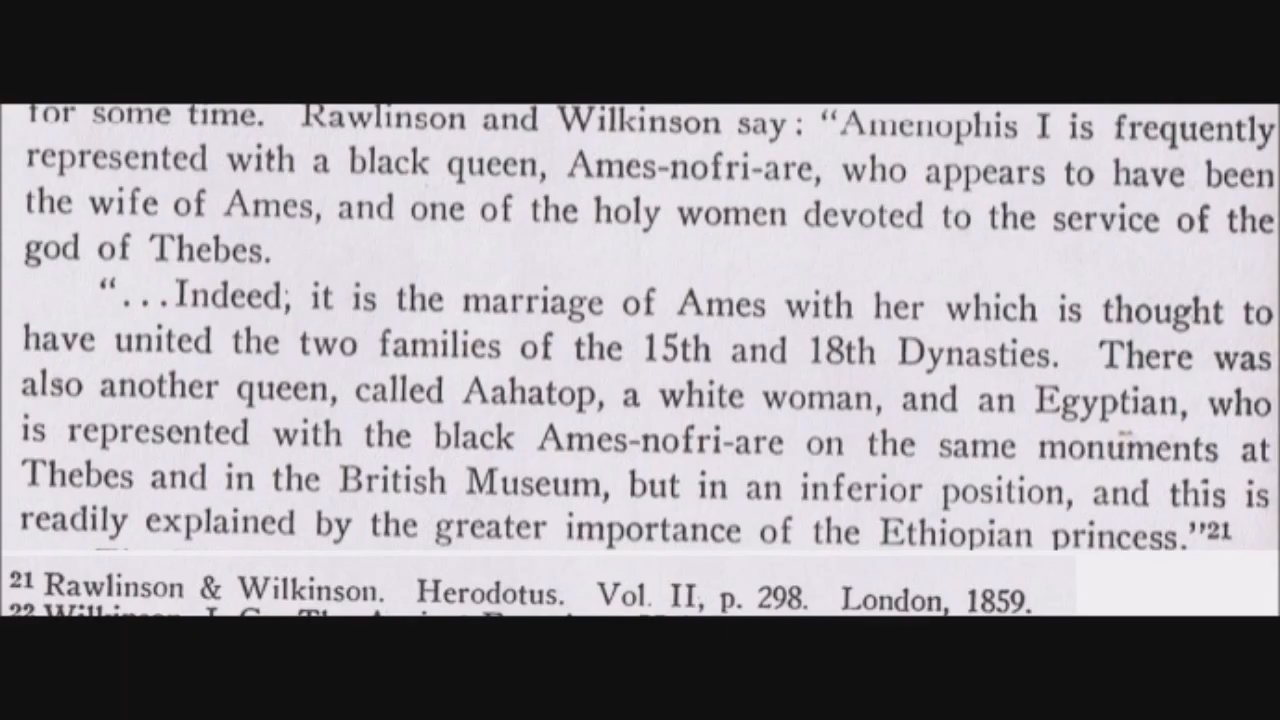 for some time. Rawlinson and Wilkinson say: “Amenophis I is frequently
represented with a black queen, Ames-nofri-are, who appears to have been
the wife of Ames, and one of the holy women devoted to the service of the
god of Thebes.
“...Indeed; it is the marriage of Ames with her which is thought to
have united the two families of the 15th and 18th Dynasties. There was
also another queen, called Aahatop, a white woman, and an Egyptian, who
is represented with the black Ames-nofri-are on the same monuments at
Thebes and in the British Museum, but in an inferior position, and this is
readily explained by the greater importance of the Ethiopian princess.”21
21 Rawlinson & Wilkinson. Herodotus. Vol. II, p. 298. London, 1859.